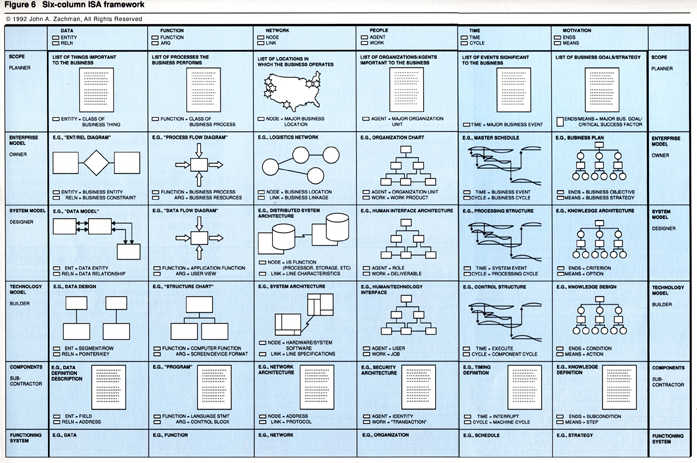 Figure 6 Six-column ISA framework
© 1992 John A. Zachman, All Rights Reserved
DATA
ENTITY
RELN
FUNCTION
FUNCTION
ARG
NETWORK
NODE
LINK
PEOPLE
AGENT
WORK
TIME
TIME
CYCLE
MOTIVATION
ENDS
MEANS
SCOPE
PLANNER
LIST OF THINGS IMPORTANT
TO THE BUSINESS
ENTITY = CLASS OF
BUSINESS THING
LIST OF PROCESSES THE
BUSINESS PERFORMS
FUNCTION = CLASS OF
BUSINESS PROCESS
LIST OF LOCATIONS IN
WHICH THE BUSINESS OPERATES
NODE = MAJOR BUSINESS
LOCATION
LIST OF ORGANIZATIONS/AGENTS
IMPORTANT TO THE BUSINESS
AGENT = MAJOR ORGANIZATION
UNIT
LIST OF EVENTS SIGNIFICANT
TO THE BUSINESS
TIME = MAJOR BUSINESS EVENT
LIST OF BUSINESS GOALS/STRATEGY
ENDS/MEANS = MAJOR BUS. GOAL/
CRITICAL SUCCESS FACTOR
SCOPE
PLANNER
ENTERPRISE
MODEL
OWNER
E.G., "ENT/REL DIAGRAM"
ENTITY = BUSINESS ENTITY
RELN = BUSINESS CONSTRAINT
E.G., "PROCESS FLOW DIAGRAM"
FUNCTION = BUSINESS PROCESS
ARG = BUSINESS RESOURCES
E.G., LOGISTICS NETWORK
NODE = BUSINESS LOCATION
LINK = BUSINESS LINKAGE
E.G., ORGANIZATION CHART
AGENT = ORGANIZATION UNIT
WORK = WORK PRODUCT
E.G., MASTER SCHEDULE
TIME = BUSINESS EVENT
CYCLE = BUSINESS CYCLE
E.G., BUSINESS PLAN
ENDS = BUSINESS OBJECTIVE
MEANS = BUSINESS STRATEGY
ENTERPRISE
MODEL
OWNER
SYSTEM MODEL
DESIGNER
E.G., "DATA MODEL"
ENT = DATA ENTITY
RELN = DATA RELATIONSHIP
E.G., "DATA FLOW DIAGRAM"
FUNCTION = APPLICATION FUNCTION
ARG = USER VIEW
E.G., DISTRIBUTED SYSTEM
ARCHITECTURE
NODE = I/S FUNCTION
(PROCESSOR, STORAGE, ETC)
LINK = LINE CHARACTERISTICS
E.G., HUMAN INTERFACE ARCHITECTURE
AGENT = ROLE
WORK = DELIVERABLE
E.G., PROCESSING STRUCTURE
TIME = SYSTEM EVENT
CYCLE = PROCESSING CYCLE
E.G., KNOWLEDGE ARCHITECTURE
ENDS = CRITERION
MEANS = OPTION
SYSTEM
MODEL
DESIGNER
TECHNOLOGY
MODEL
BUILDER
E.G., DATA DESIGN
ENT = SEGMENT/ROW
RELN = POINTER/KEY
E.G., "STRUCTURE CHART"
FUNCTION = COMPUTER FUNCTION
ARG = SCREEN/DEVICE FORMAT
E.G., SYSTEM ARCHITECTURE
NODE = HARDWARE/SYSTEM
SOFTWARE
LINK = LINE SPECIFICATIONS
E.G., HUMAN/TECHNOLOGY
INTERFACE
AGENT = USER
WORK = JOB
E.G., CONTROL STRUCTURE
TIME = EXECUTE
CYCLE = COMPONENT CYCLE
E.G., KNOWLEDGE DESIGN
ENDS = CONDITION
MEANS = ACTION
TECHNOLOGY
MODEL
BUILDER
COMPONENTS
SUB-
CONTRACTOR
E.G., DATA
DEFINITION
DESCRIPTION
ENT = FIELD
RELN = ADDRESS
E.G., "PROGRAM"
FUNCTION = LANGUAGE STMT
ARG = CONTROL BLOCK
E.G., NETWORK
ARCHITECTURE
NODE = ADDRESS
LINK = PROTOCOL
E.G., SECURITY
ARCHITECTURE
AGENT = IDENTITY
WORK = "TRANSACTION"
E.G., TIMING
DEFINITION
TIME = INTERRUPT
CYCLE = MACHINE CYCLE
E.G., KNOWLEDGE
DEFINITION
ENDS = SUBCONDITION
MEANS = STEP
COMPONENTS
SUB-
CONTRACTOR
FUNCTIONING
SYSTEM
E.G., DATA
E.G., FUNCTION
E.G., NETWORK
E.G., ORGANIZATION
E.G., SCHEDULE
E.G., STRATEGY
FUNCTIONING
SYSTEM